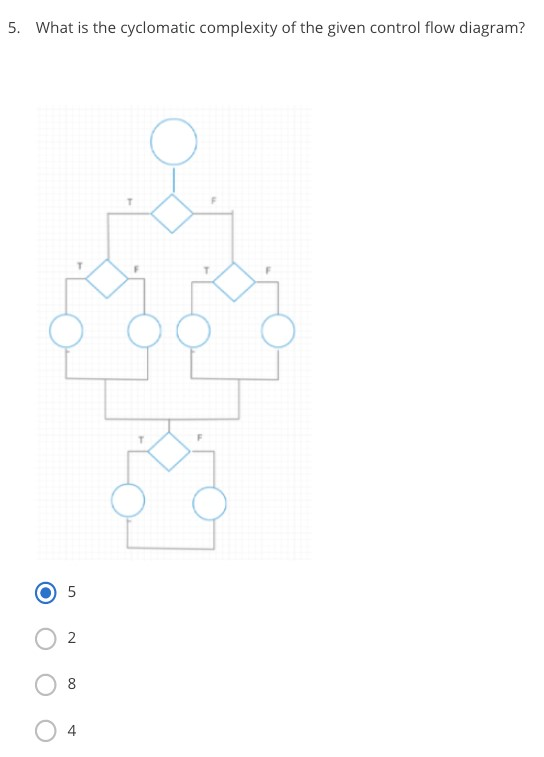 5. What is the cyclomatic complexity of the given control flow diagram?
T F
T F T F
T F
5
2
8
4